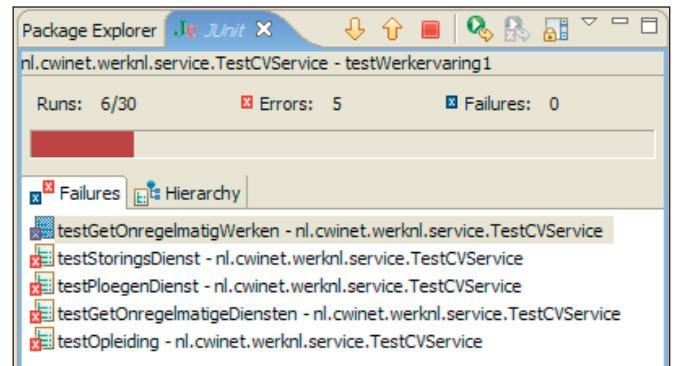 Package Explorer JUnit
nl.cwinet.werknl.service.TestCVService - testWerkervaring1
Runs: 6/30 Errors: 5 Failures: 0
Failures Hierarchy
testGetOnregelmatigWerken - nl.cwinet.werknl.service.TestCVService
testStoringsDienst - nl.cwinet.werknl.service.TestCVService
testPloegenDienst - nl.cwinet.werknl.service.TestCVService
testGetOnregelmatigeDiensten - nl.cwinet.werknl.service.TestCVService
testOpleiding - nl.cwinet.werknl.service.TestCVService